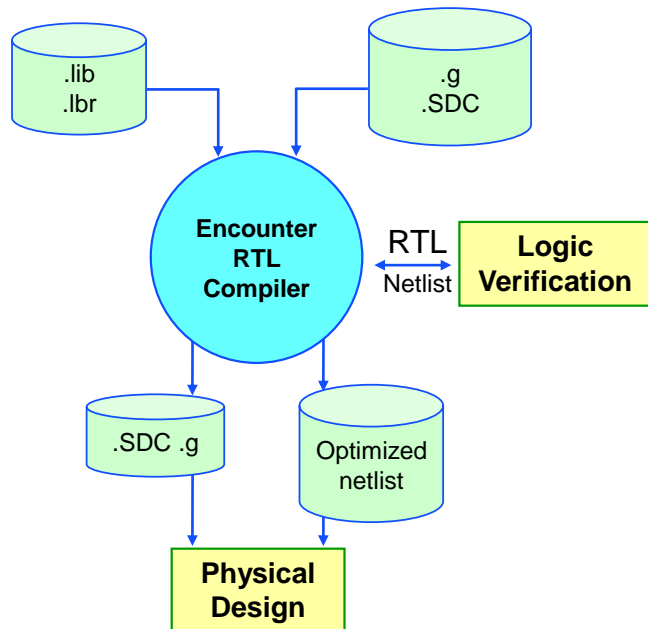 .lib
.lbr
.g
.SDC
Encounter
RTL
Compiler
RTL
Netlist
Logic
Verification
.SDC .g
Optimized
netlist
Physical
Design